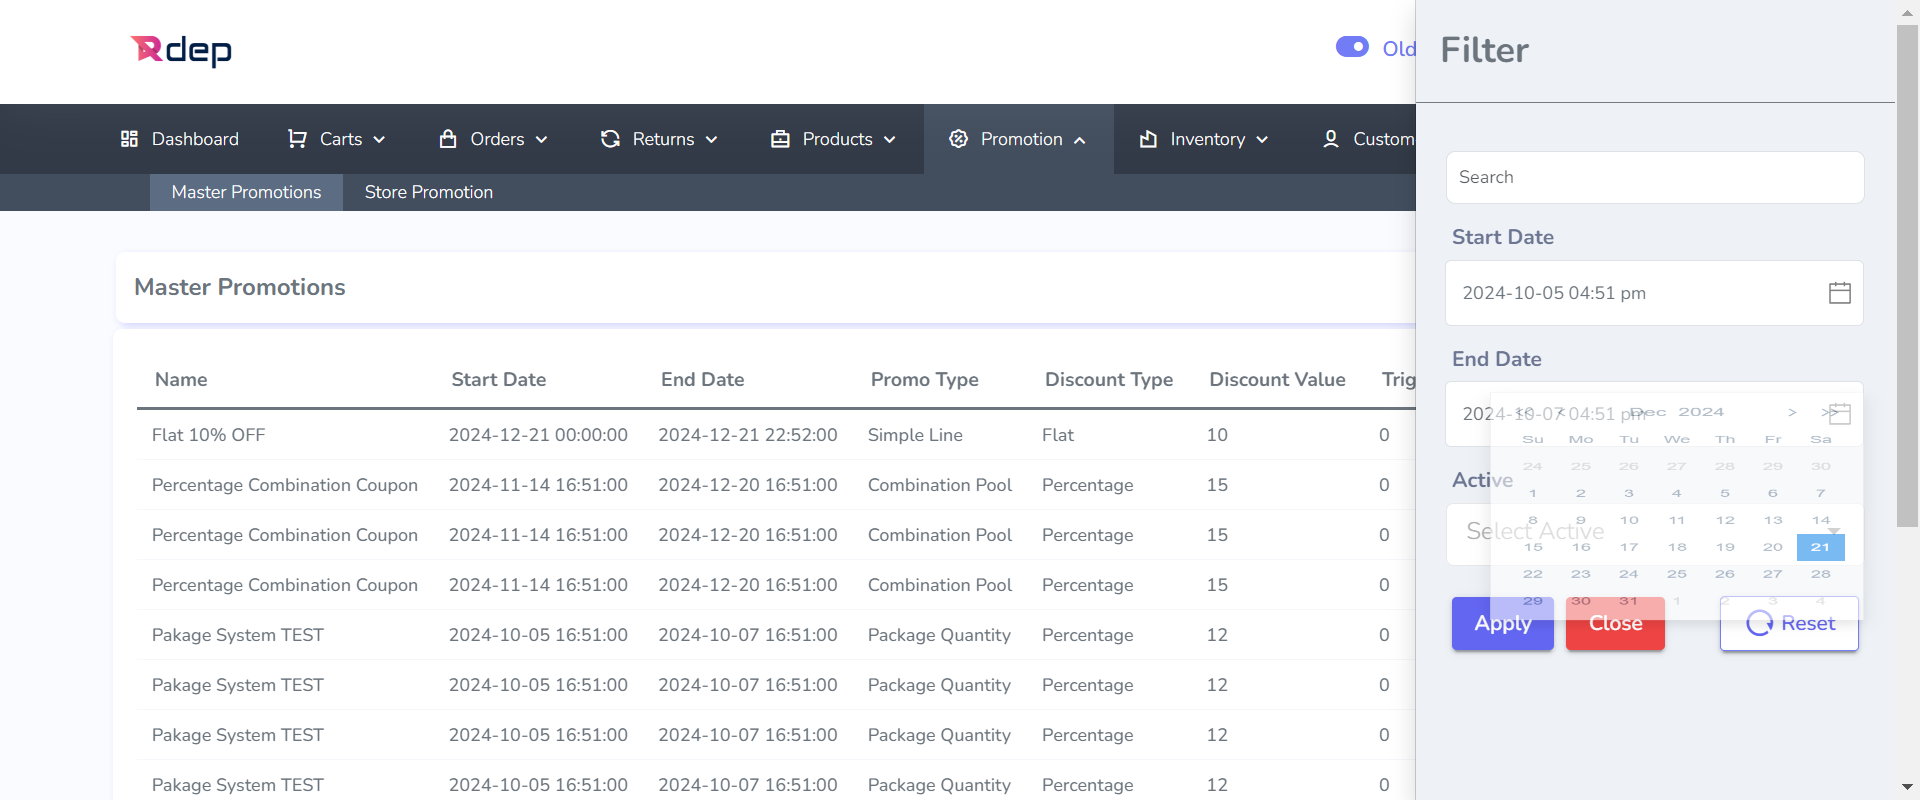 Rdep
Old
Filter
Dashboard Carts Orders Returns Products Promotion Inventory Custom
Master Promotions Store Promotion
Search
Start Date
2024-10-05 04:51 pm
End Date
2024-10-07 04:51 pm
<< < Dec 2024 > >>
Su Mo Tu We Th Fr Sa
24 25 26 27 28 29 30
Active
1 2 3 4 5 6 7
8 9 10 11 12 13 14
Select Active
15 16 17 18 19 20 21
22 23 24 25 26 27 28
29 30 31 1 2 3 4
Apply Close Reset
Master Promotions
Name Start Date End Date Promo Type Discount Type Discount Value Trig
Flat 10% OFF 2024-12-21 00:00:00 2024-12-21 22:52:00 Simple Line Flat 10 0
Percentage Combination Coupon 2024-11-14 16:51:00 2024-12-20 16:51:00 Combination Pool Percentage 15 0
Percentage Combination Coupon 2024-11-14 16:51:00 2024-12-20 16:51:00 Combination Pool Percentage 15 0
Percentage Combination Coupon 2024-11-14 16:51:00 2024-12-20 16:51:00 Combination Pool Percentage 15 0
Pakage System TEST 2024-10-05 16:51:00 2024-10-07 16:51:00 Package Quantity Percentage 12 0
Pakage System TEST 2024-10-05 16:51:00 2024-10-07 16:51:00 Package Quantity Percentage 12 0
Pakage System TEST 2024-10-05 16:51:00 2024-10-07 16:51:00 Package Quantity Percentage 12 0
Pakage System TEST 2024-10-05 16:51:00 2024-10-07 16:51:00 Package Quantity Percentage 12 0